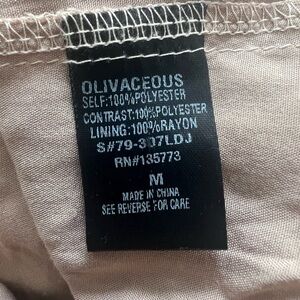 OLIVACEOUS
SELF:100%POLYESTER
CONTRAST:100%POLYESTER
LINING:100%RAYON
S#79-307LDJ
RN#135773
M
MADE IN CHINA
SEE REVERSE FOR CARE